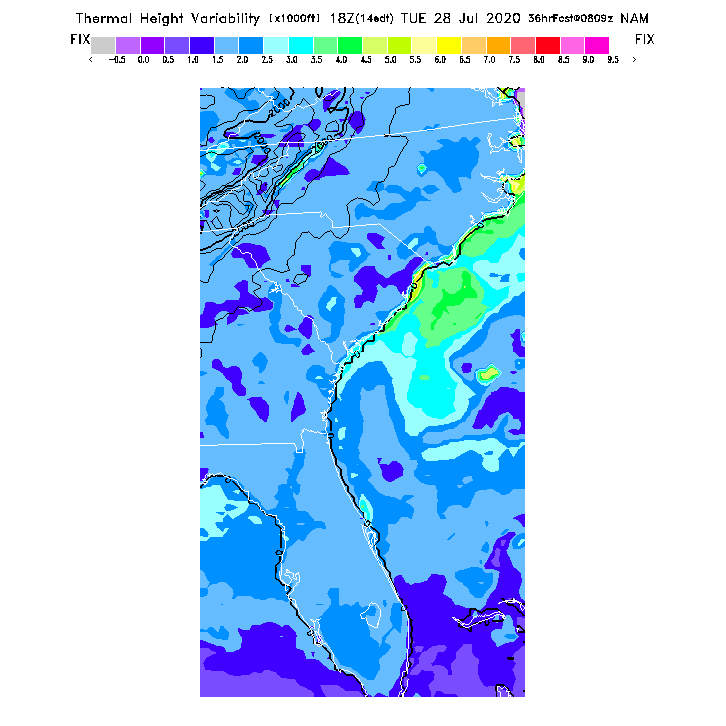 Thermal Height Variability [x1000ft] 18Z(14edt) TUE 28 Jul 2020 36hrFcst@0809z NAM
FIX FIX
< -0.5 0.0 0.5 1.0 1.5 2.0 2.5 3.0 3.5 4.0 4.5 5.0 5.5 6.0 6.5 7.0 7.5 8.0 8.5 9.0 9.5 >